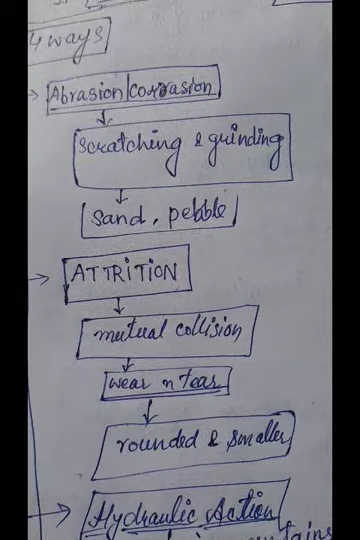 4 ways
Abrasion/Corrasion
Scratching & grinding
Sand, pebble
ATTRITION
mutual collision
wear n tear
rounded & smaller
Hydraulic Action